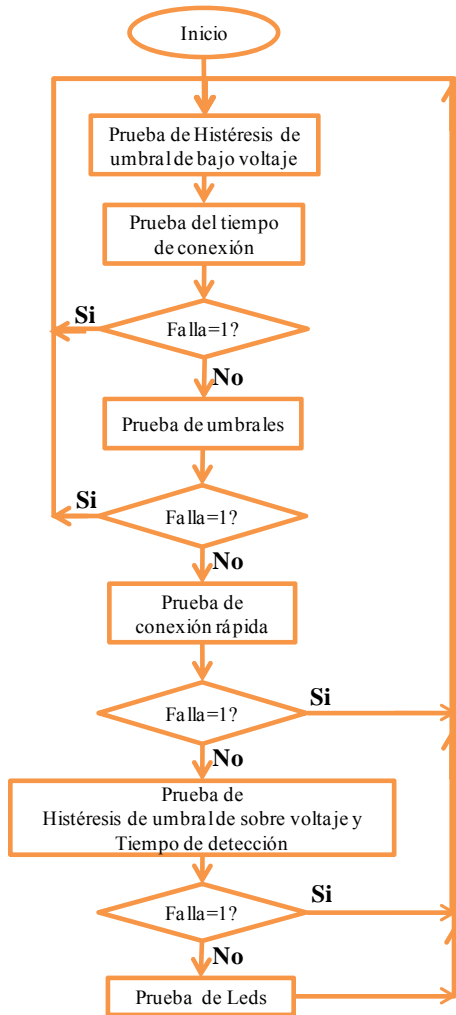 Inicio
Prueba de Histéresis de
umbral de bajo voltaje
Prueba del tiempo
de conexión
Si
Falla=1?
No
Prueba de umbrales
Si
Falla=1?
No
Prueba de
conexión rápida
Si
Falla=1?
No
Prueba de
Histéresis de umbral de sobre voltaje y
Tiempo de detección
Si
Falla=1?
No
Prueba de Leds